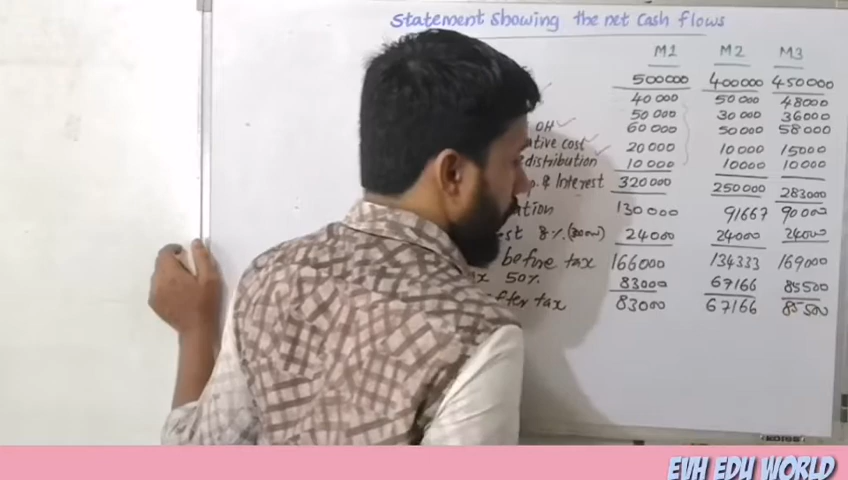 Statement Showing the net Cash flows
M1 M2 M3
500000 400000 450000
40000 50000 48000
50000 30000 36000
OH 60000 50000 58000
ative cost 20000 10000 15000
distribution 10000 10000 10000
p. & Interest 320000 250000 283000
ation 130000 91667 90000
st 8% (300000) 24000 24000 24000
before tax 166000 134333 169000
x 50% 83000 67166 85500
fter tax 83000 67166 85500
EVH EDU WORLD